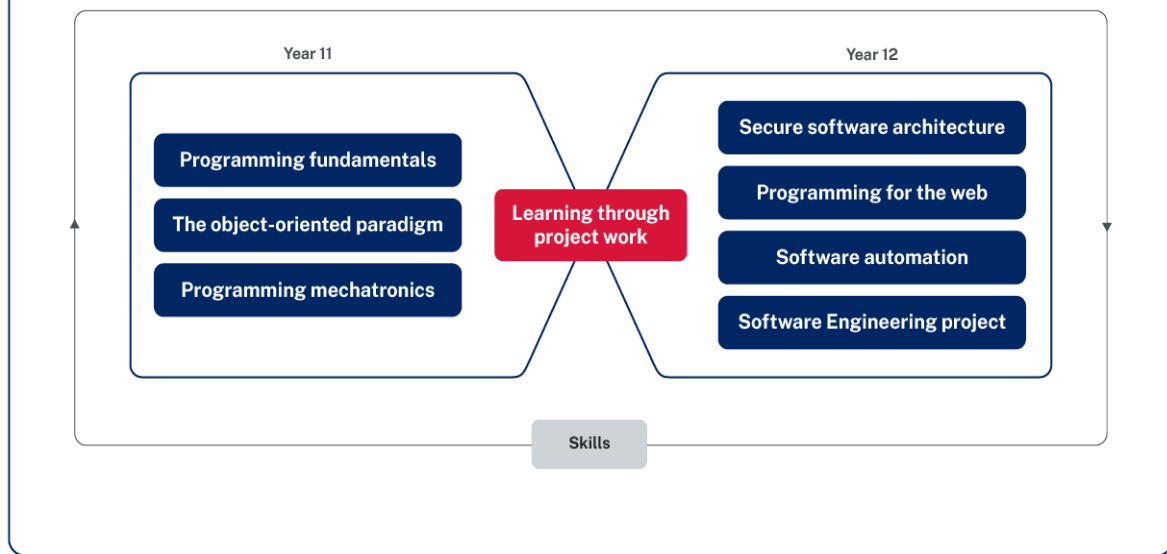 Year 11
Programming fundamentals
The object-oriented paradigm
Programming mechatronics
Learning through
project work
Year 12
Secure software architecture
Programming for the web
Software automation
Software Engineering project
Skills